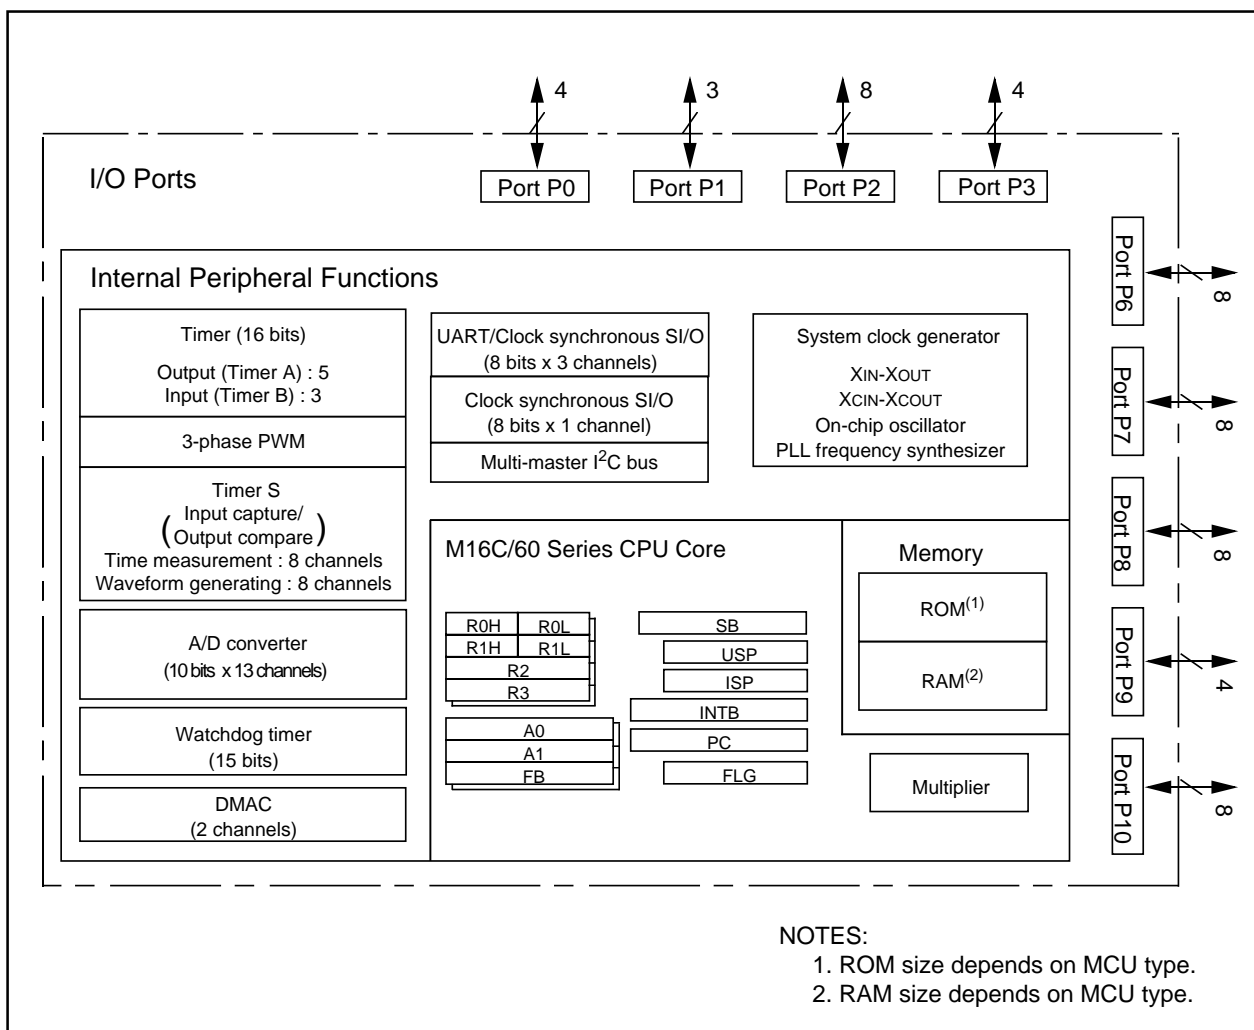 4
3
8
4
I/O Ports
Port P0
Port P1
Port P2
Port P3
Port P6
8
Port P7
8
Port P8
8
Port P9
4
Port P10
8
Internal Peripheral Functions
Timer (16 bits)
Output (Timer A) : 5
Input (Timer B) : 3
3-phase PWM
Timer S
(Input capture/
Output compare)
Time measurement : 8 channels
Waveform generating : 8 channels
A/D converter
(10 bits x 13 channels)
Watchdog timer
(15 bits)
DMAC
(2 channels)
UART/Clock synchronous SI/O
(8 bits x 3 channels)
Clock synchronous SI/O
(8 bits x 1 channel)
Multi-master I²C bus
System clock generator
XIN-XOUT
XCIN-XCOUT
On-chip oscillator
PLL frequency synthesizer
M16C/60 Series CPU Core
R0H
R0L
R1H
R1L
R2
R3
A0
A1
FB
SB
USP
ISP
INTB
PC
FLG
Memory
ROM(1)
RAM(2)
Multiplier
NOTES:
1. ROM size depends on MCU type.
2. RAM size depends on MCU type.